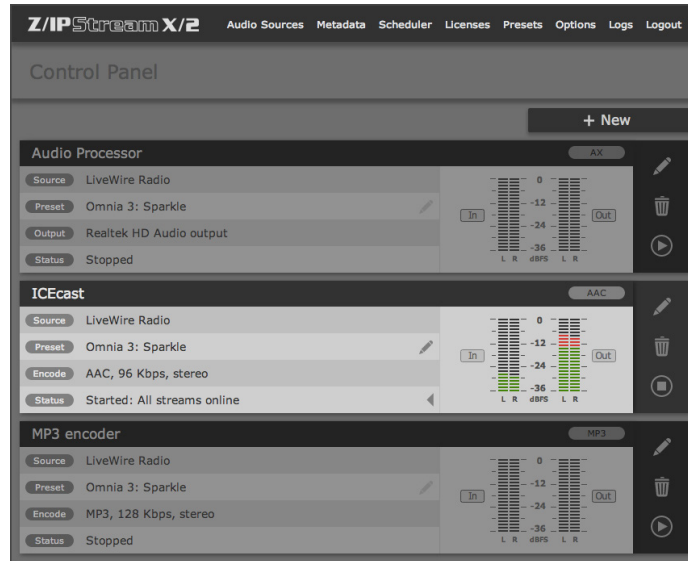 Z/IPStream X/2 Audio Sources Metadata Scheduler Licenses Presets Options Logs Logout
Control Panel
+ New
Audio Processor AX
Source LiveWire Radio
Preset Omnia 3: Sparkle
Output Realtek HD Audio output
Status Stopped
In 0 -12 -24 -36 Out
L R dBFS L R
ICEcast AAC
Source LiveWire Radio
Preset Omnia 3: Sparkle
Encode AAC, 96 Kbps, stereo
Status Started: All streams online
In 0 -12 -24 -36 Out
L R dBFS L R
MP3 encoder MP3
Source LiveWire Radio
Preset Omnia 3: Sparkle
Encode MP3, 128 Kbps, stereo
Status Stopped
In 0 -12 -24 -36 Out
L R dBFS L R